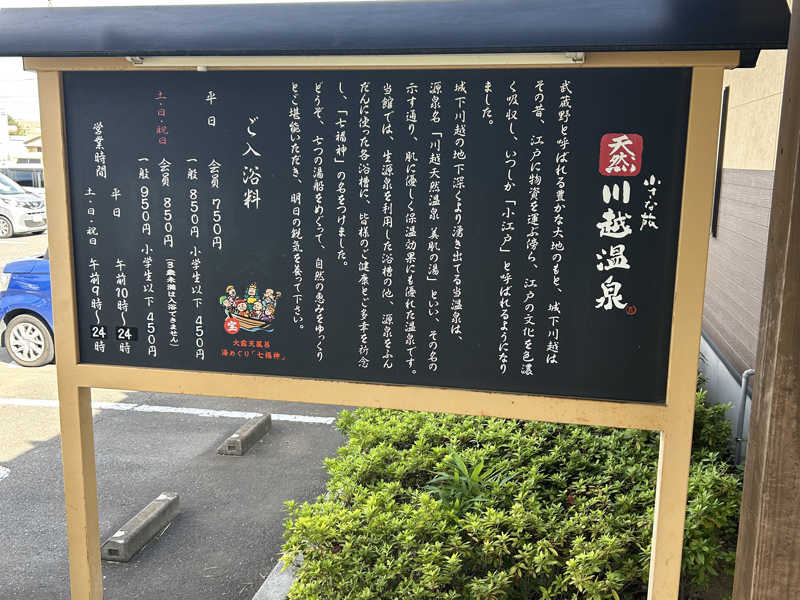 小さな旅
天然
川越温泉
武蔵野と呼ばれる豊かな大地のもと、城下川越は
その昔、江戸に物資を運ぶ傍ら、江戸の文化を色濃
く吸収し、いつしか「小江戸」と呼ばれるようになり
ました。
城下川越の地下深くより湧き出てる当温泉は、
源泉名「川越天然温泉 美肌の湯」といい、その名の
示す通り、肌に優しく保温効果にも優れた温泉です。
当館では、生源泉を利用した浴槽の他、源泉をふん
だんに使った各浴槽に、皆様のご健康とご多幸を祈念
し、「七福神」の名をつけました。
どうぞ、七つの湯船をめぐって、自然の恵みをゆっくり
とご堪能いただき、明日の鋭気を養って下さい。
宝
大露天風呂
湯めぐり「七福神」
ご入浴料
平日 会員 750円
一般 850円 小学生以下 450円
(3歳未満は入浴できません)
土・日・祝日 会員 850円
一般 950円 小学生以下 450円
営業時間 平日 午前10時〜24時
土・日・祝日 午前9時〜24時